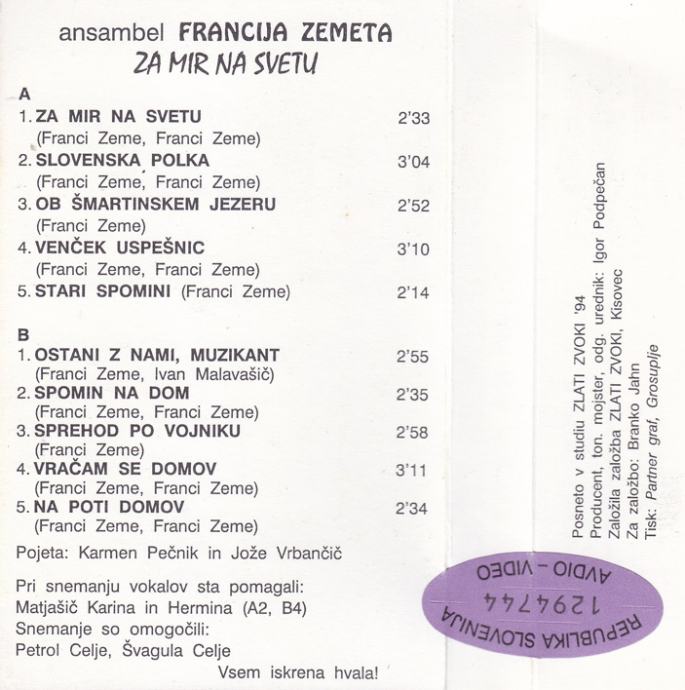 ansambel FRANCIJA ZEMETA
ZA MIR NA SVETU
A
1. ZA MIR NA SVETU 2'33
(Franci Zeme, Franci Zeme)
2. SLOVENSKA POLKA 3'04
(Franci Zeme, Franci Zeme)
3. OB ŠMARTINSKEM JEZERU 2'52
(Franci Zeme)
4. VENČEK USPEŠNIC 3'10
(Franci Zeme, Franci Zeme)
5. STARI SPOMINI (Franci Zeme) 2'14
B
1. OSTANI Z NAMI, MUZIKANT 2'55
(Franci Zeme, Ivan Malavašič)
2. SPOMIN NA DOM 2'35
(Franci Zeme, Franci Zeme)
3. SPREHOD PO VOJNIKU 2'58
(Franci Zeme)
4. VRAČAM SE DOMOV 3'11
(Franci Zeme, Franci Zeme)
5. NA POTI DOMOV 2'34
(Franci Zeme, Franci Zeme)
Pojeta: Karmen Pečnik in Jože Vrbančič
Pri snemanju vokalov sta pomagali:
Matjašič Karina in Hermina (A2, B4)
Snemanje so omogočili:
Petrol Celje, Švagula Celje
Vsem iskrena hvala!
Posneto v studiu ZLATI ZVOKI '94
Producent, ton. mojster, odg. urednik: Igor Podpečan
Založila založba ZLATI ZVOKI, Kisovec
Za založbo: Branko Jahn
Tisk: Partner graf, Grosuplje
REPUBLIKA SLOVENIJA
1294744
AVDIO – VIDEO